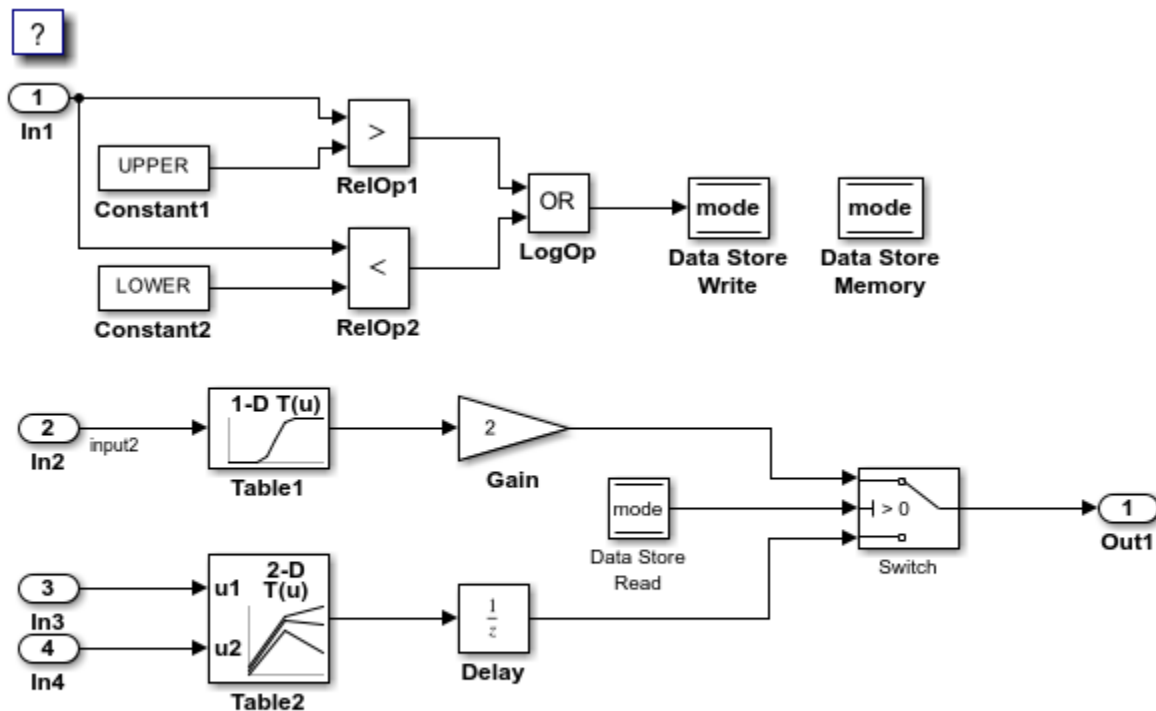 ?
1
In1
UPPER
Constant1
>
RelOp1
LOWER
Constant2
<
RelOp2
OR
LogOp
mode
Data Store
Write
mode
Data Store
Memory
2
In2
input2
1-D T(u)
Table1
2
Gain
mode
Data Store
Read
> 0
Switch
1
Out1
3
In3
4
In4
u1
u2
2-D
T(u)
Table2
1
z
Delay